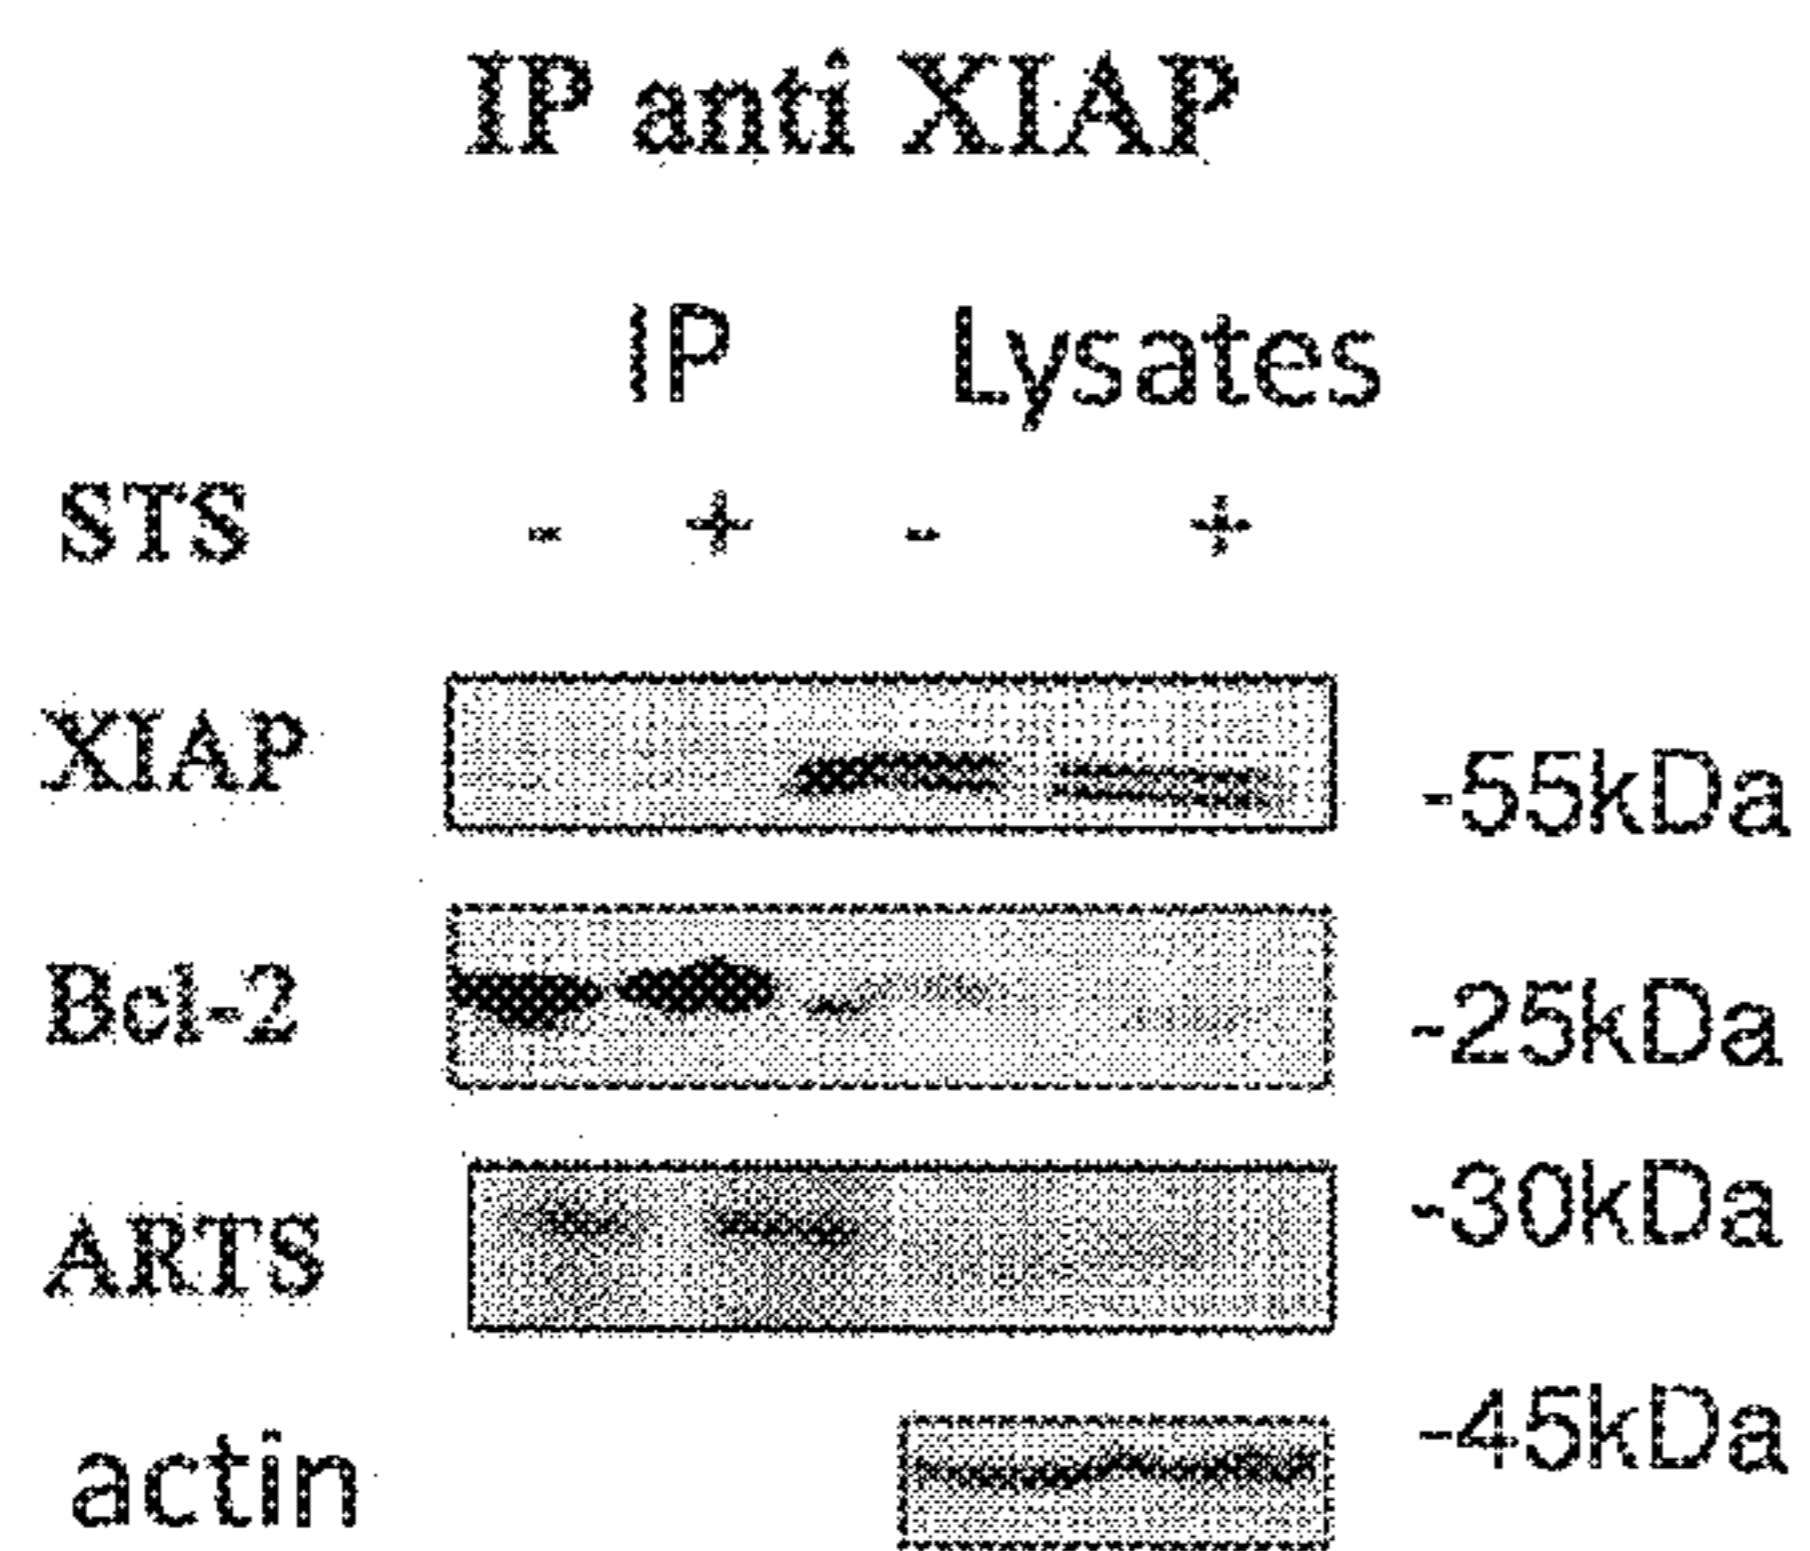 IP anti XIAP
IP Lysates
STS - + - +
XIAP -55kDa
Bcl-2 -25kDa
ARTS -30kDa
actin -45kDa